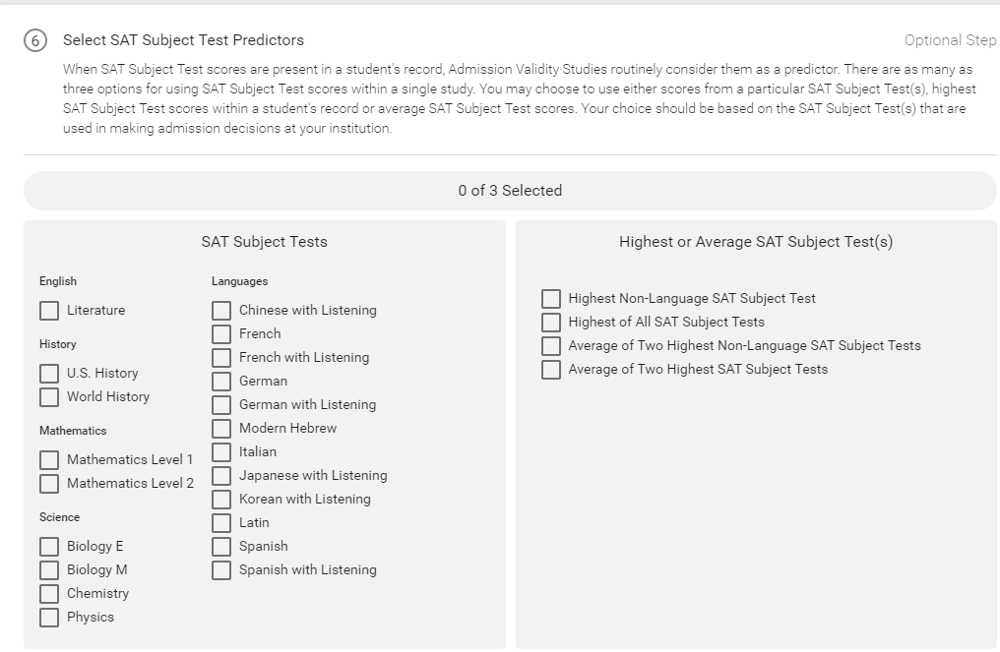 6 Select SAT Subject Test Predictors Optional Step
When SAT Subject Test scores are present in a student's record, Admission Validity Studies routinely consider them as a predictor. There are as many as
three options for using SAT Subject Test scores within a single study. You may choose to use either scores from a particular SAT Subject Test(s), highest
SAT Subject Test scores within a student's record or average SAT Subject Test scores. Your choice should be based on the SAT Subject Test(s) that are
used in making admission decisions at your institution.
0 of 3 Selected
SAT Subject Tests
English
Literature
History
U.S. History
World History
Mathematics
Mathematics Level 1
Mathematics Level 2
Science
Biology E
Biology M
Chemistry
Physics
Languages
Chinese with Listening
French
French with Listening
German
German with Listening
Modern Hebrew
Italian
Japanese with Listening
Korean with Listening
Latin
Spanish
Spanish with Listening
Highest or Average SAT Subject Test(s)
Highest Non-Language SAT Subject Test
Highest of All SAT Subject Tests
Average of Two Highest Non-Language SAT Subject Tests
Average of Two Highest SAT Subject Tests